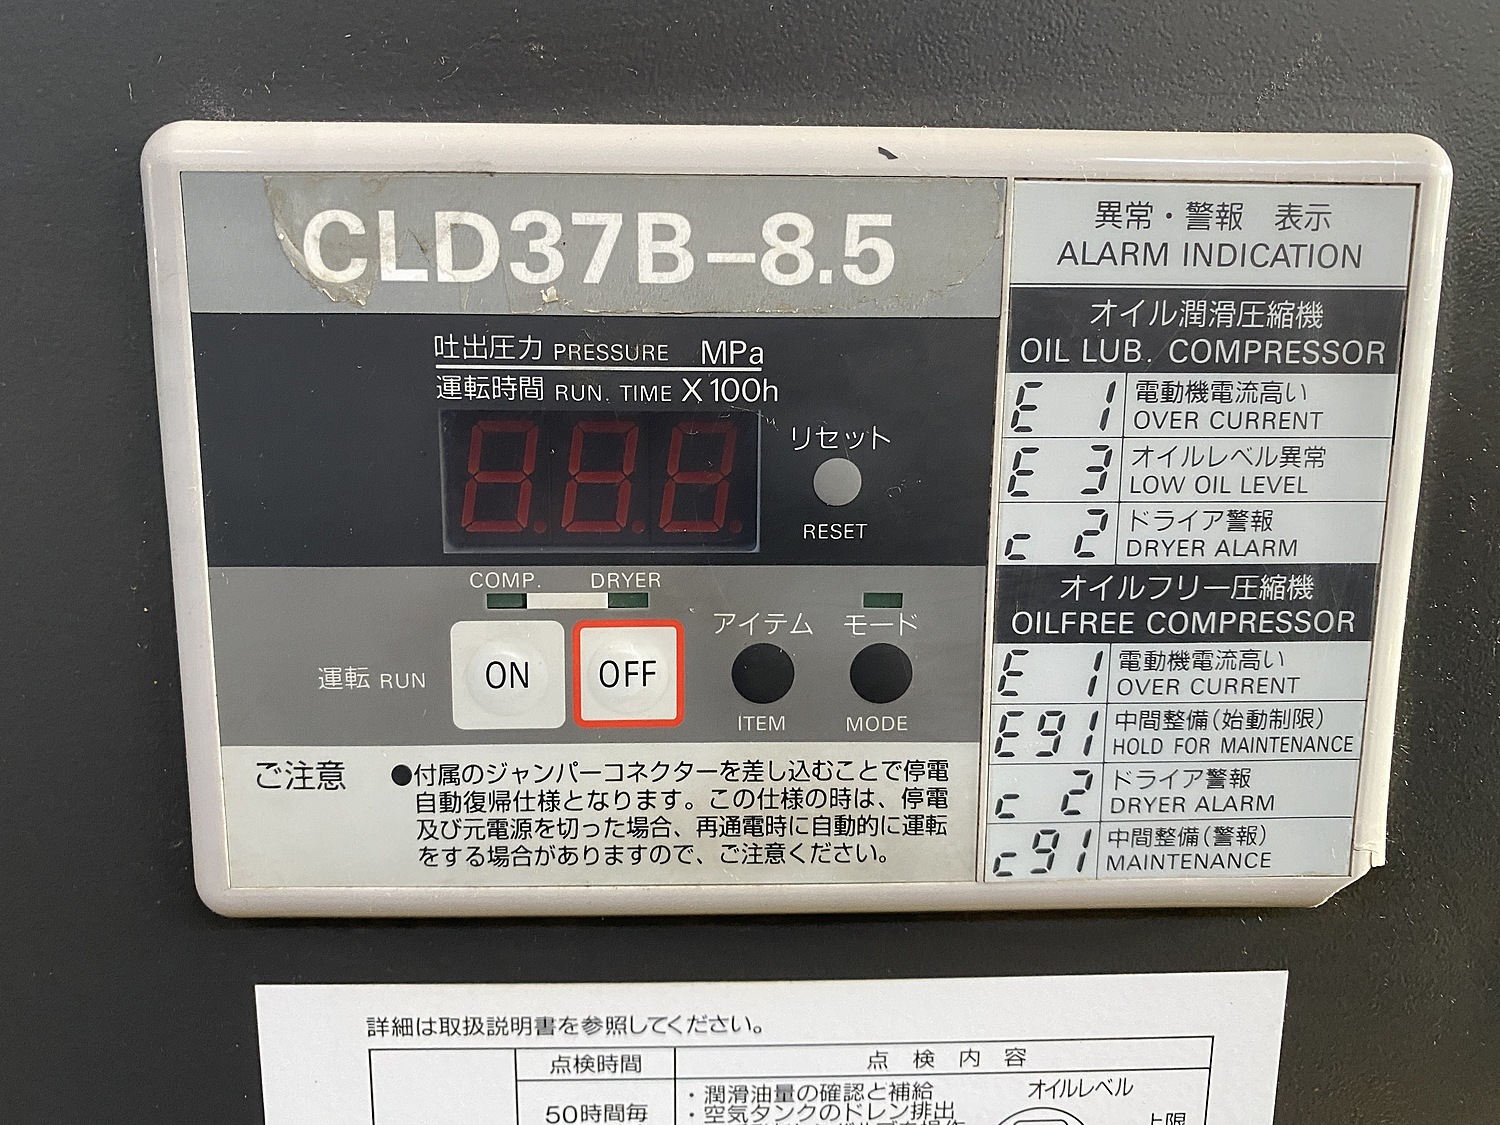 CLD37B-8.5
吐出圧力 PRESSURE MPa
運転時間 RUN. TIME X100h
8.8.8.
リセット
RESET
COMP. DRYER
運転 RUN
ON
OFF
アイテム
ITEM
モード
MODE
ご注意
●付属のジャンパーコネクターを差し込むことで停電
自動復帰仕様となります。この仕様の時は、停電
及び元電源を切った場合、再通電時に自動的に運転
をする場合がありますので、ご注意ください。
異常・警報 表示
ALARM INDICATION
オイル潤滑圧縮機
OIL LUB. COMPRESSOR
E 1 電動機電流高い
OVER CURRENT
E 3 オイルレベル異常
LOW OIL LEVEL
c 2 ドライア警報
DRYER ALARM
オイルフリー圧縮機
OILFREE COMPRESSOR
E 1 電動機電流高い
OVER CURRENT
E91 中間整備(始動制限)
HOLD FOR MAINTENANCE
c 2 ドライア警報
DRYER ALARM
c91 中間整備(警報)
MAINTENANCE
詳細は取扱説明書を参照してください。
点検時間 点検内容
50時間毎
・潤滑油量の確認と補給
・空気タンクのドレン排出
オイルレベル
上限